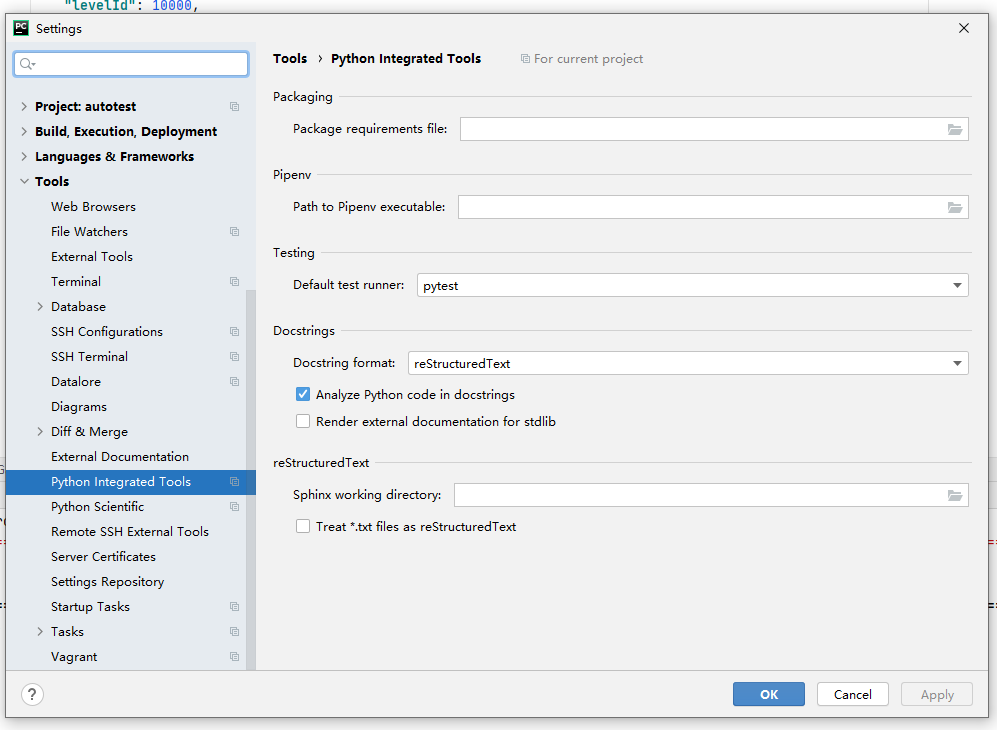 "levelId": 10000,
PC
Settings
Tools › Python Integrated Tools
For current project
Project: autotest
Build, Execution, Deployment
Languages & Frameworks
Tools
Web Browsers
File Watchers
External Tools
Terminal
Database
SSH Configurations
SSH Terminal
Datalore
Diagrams
Diff & Merge
External Documentation
Python Integrated Tools
Python Scientific
Remote SSH External Tools
Server Certificates
Settings Repository
Startup Tasks
Tasks
Vagrant
Packaging
Package requirements file:
Pipenv
Path to Pipenv executable:
Testing
Default test runner: pytest
Docstrings
Docstring format: reStructuredText
Analyze Python code in docstrings
Render external documentation for stdlib
reStructuredText
Sphinx working directory:
Treat *.txt files as reStructuredText
?
OK
Cancel
Apply